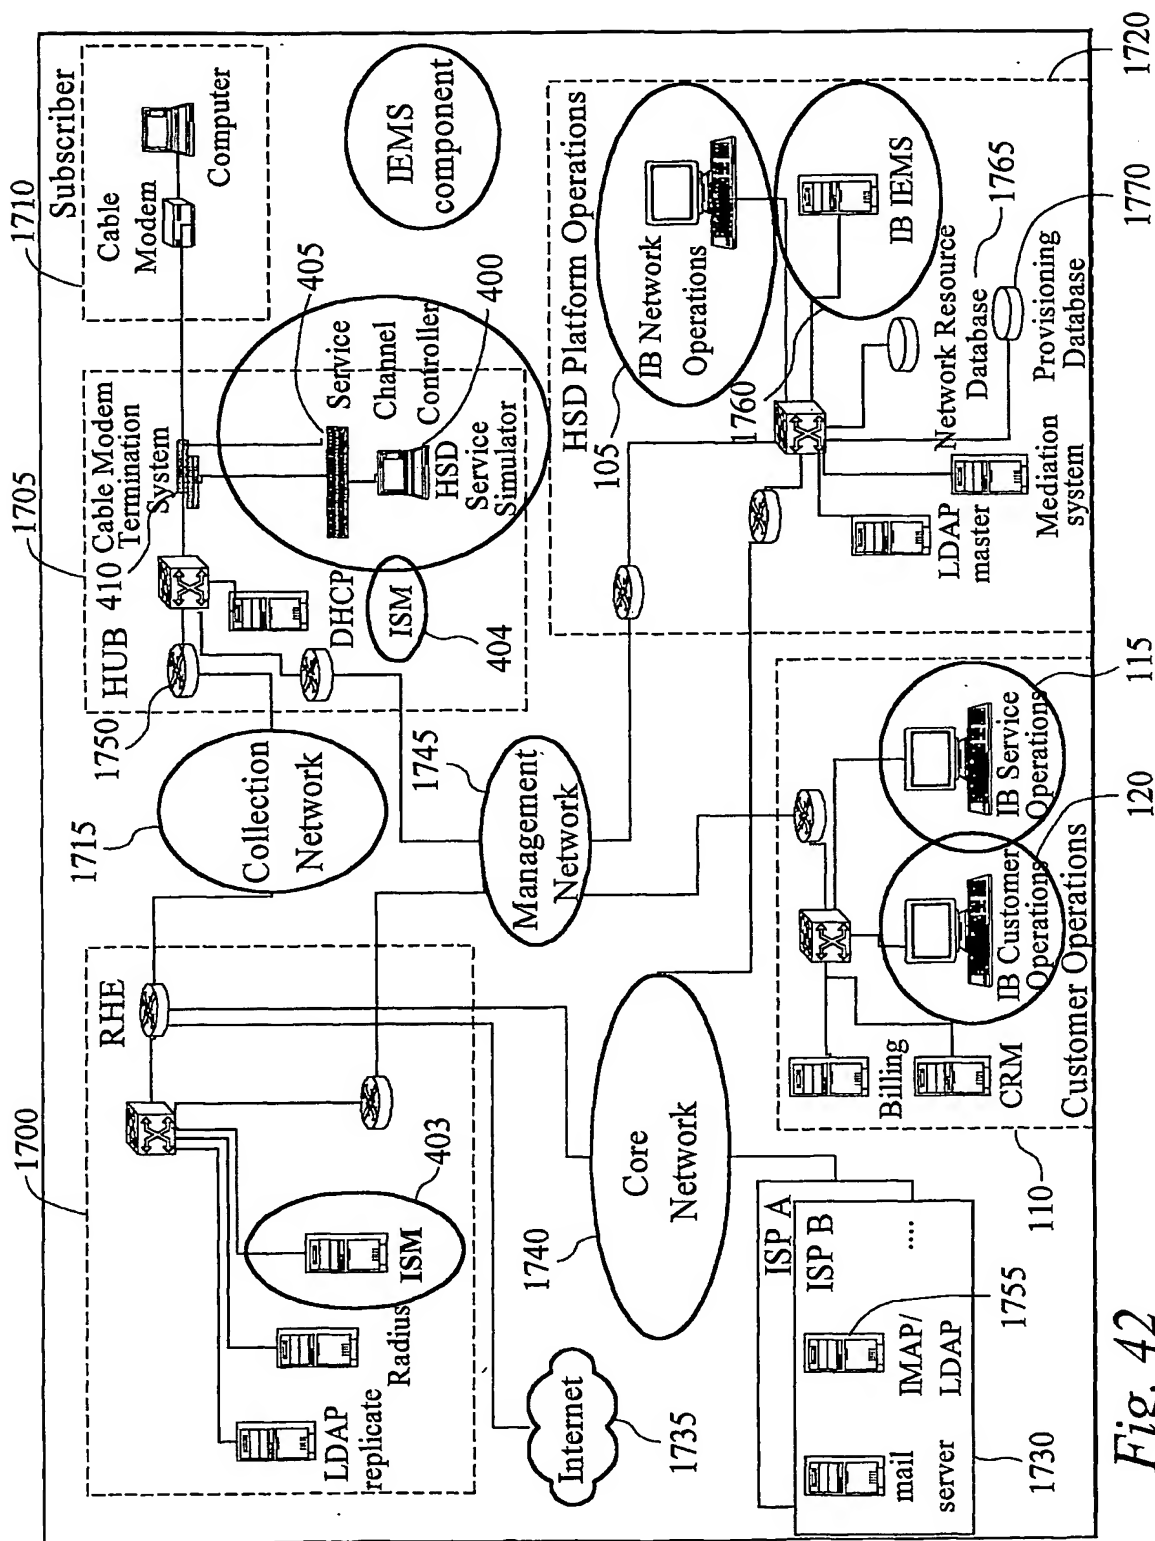 1700
RHE
LDAP
replicate
Radius
ISM
403
1715
Collection
Network
1705
HUB
1750
410
Cable Modem
Termination
System
DHCP
ISM
404
405
Service
Channel
Controller
400
HSD
Service
Simulator
1710
Subscriber
Cable
Modem
Computer
IEMS
component
Internet
1735
1740
Core
Network
1745
Management
Network
105
HSD Platform Operations
IB Network
Operations
1760
IB IEMS
Network Resource
Database
1765
Provisioning
Database
1770
LDAP
master
Mediation
system
1720
ISP A
ISP B
....
mail
server
IMAP/
LDAP
1755
1730
110
Billing
CRM
IB Customer
Operations
120
IB Service
Operations
115
Customer Operations
Fig. 42